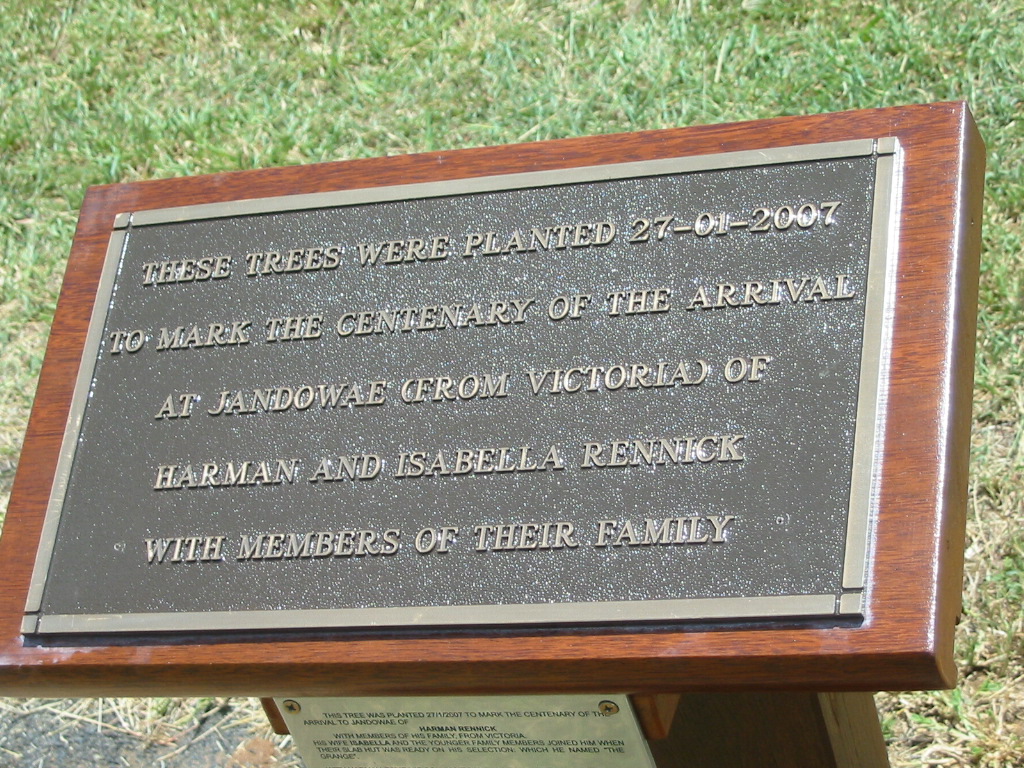 THESE TREES WERE PLANTED 27-01-2007
TO MARK THE CENTENARY OF THE ARRIVAL
AT JANDOWAE (FROM VICTORIA) OF
HARMAN AND ISABELLA RENNICK
WITH MEMBERS OF THEIR FAMILY
THIS TREE WAS PLANTED 27/1/2007 TO MARK THE CENTENARY OF THE
ARRIVAL TO JANDOWAE OF
HARMAN RENNICK
WITH MEMBERS OF HIS FAMILY, FROM VICTORIA.
HIS WIFE ISABELLA AND THE YOUNGER FAMILY MEMBERS JOINED HIM WHEN
THEIR SLAB HUT WAS READY ON HIS SELECTION, WHICH HE NAMED "THE
GRANGE".